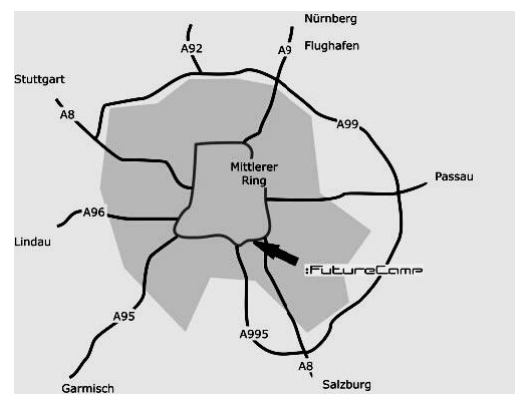 Nürnberg
A92
A9
Flughafen
Stuttgart
A8
A99
Mittlerer
Ring
Passau
A96
Lindau
:FutureCamp
A95
A995
A8
Garmisch
Salzburg